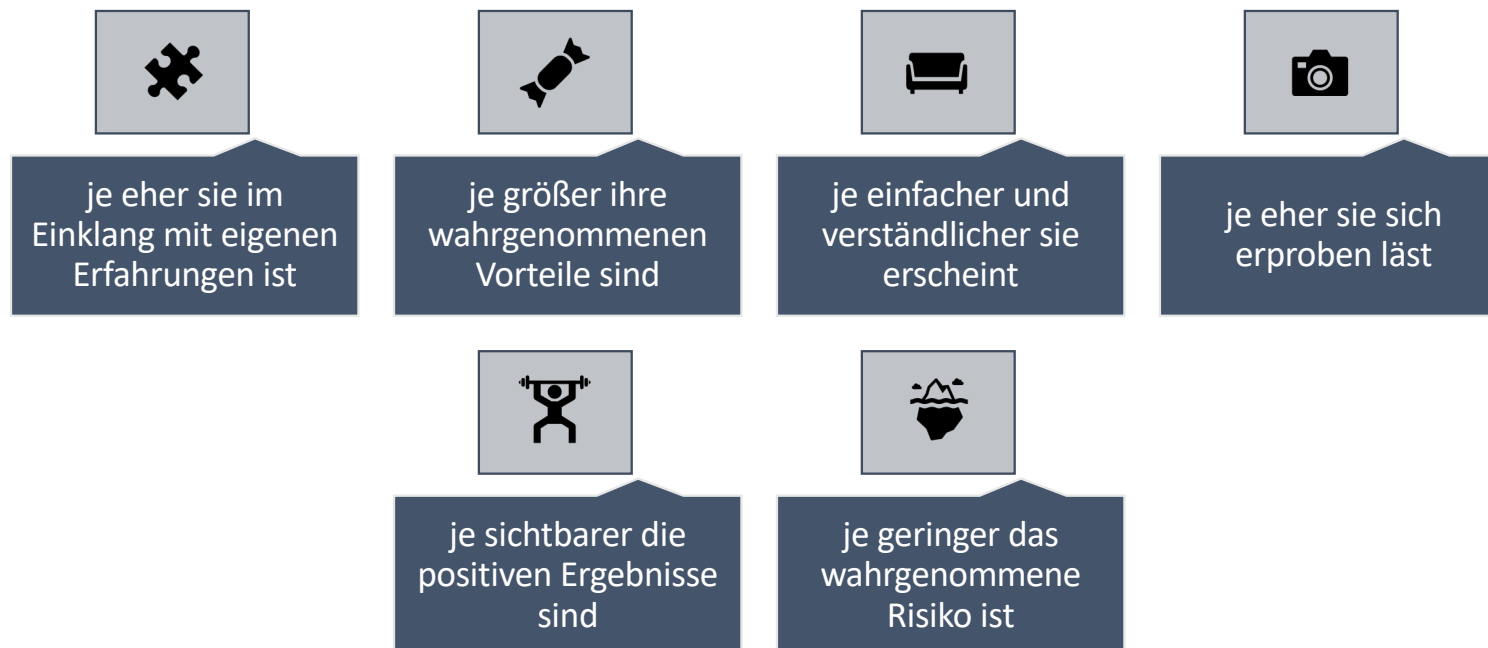 je eher sie im
Einklang mit eigenen
Erfahrungen ist
je größer ihre
wahrgenommenen
Vorteile sind
je einfacher und
verständlicher sie
erscheint
je eher sie sich
erproben läst
je sichtbarer die
positiven Ergebnisse
sind
je geringer das
wahrgenommene
Risiko ist